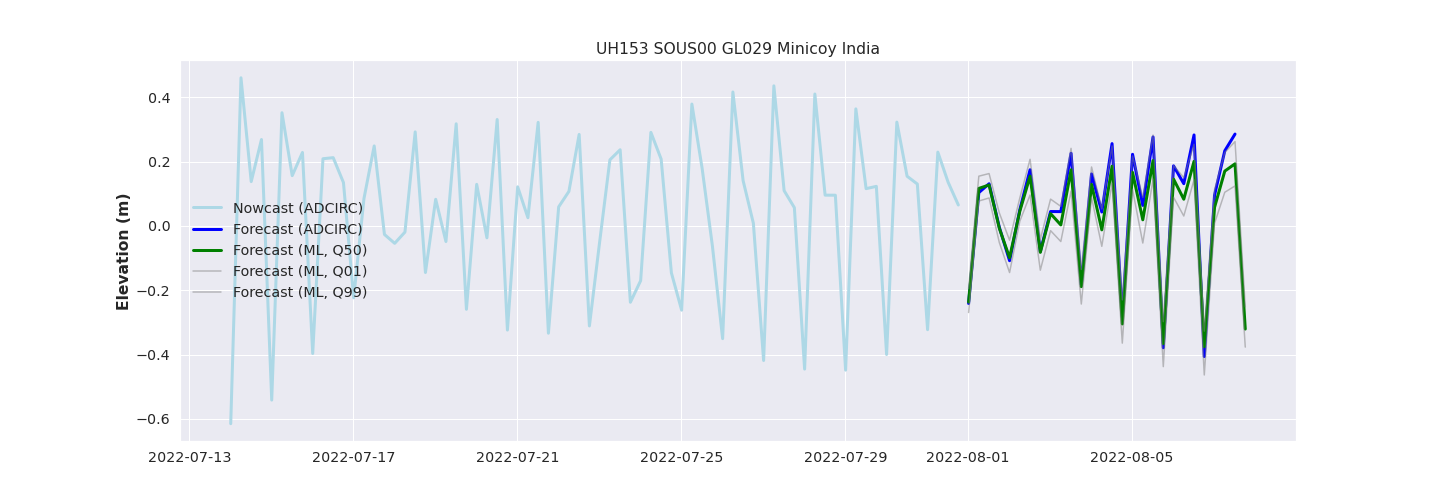 UH153 SOUS00 GL029 Minicoy India
Elevation (m)
0.4
0.2
0.0
−0.2
−0.4
−0.6
Nowcast (ADCIRC)
Forecast (ADCIRC)
Forecast (ML, Q50)
Forecast (ML, Q01)
Forecast (ML, Q99)
2022-07-13 2022-07-17 2022-07-21 2022-07-25 2022-07-29 2022-08-01 2022-08-05